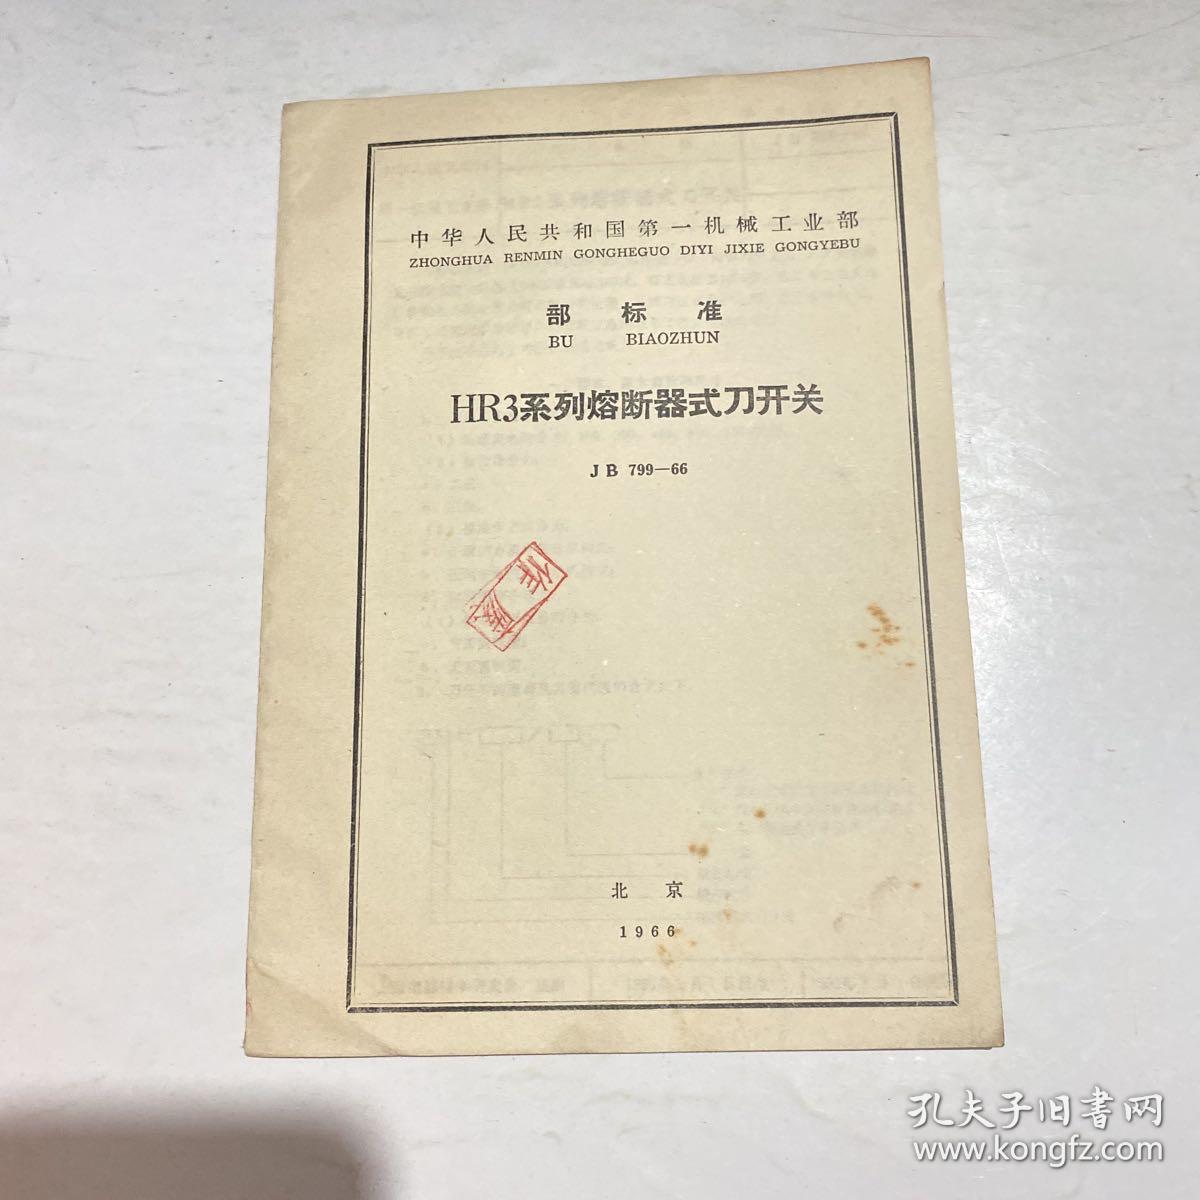 中华人民共和国第一机械工业部
ZHONGHUA RENMIN GONGHEGUO DIYI JIXIE GONGYEBU
部 标 准
BU BIAOZHUN
HR3系列熔断器式刀开关
JB 799—66
作废
北 京
1966
孔夫子旧书网
www.kongfz.com